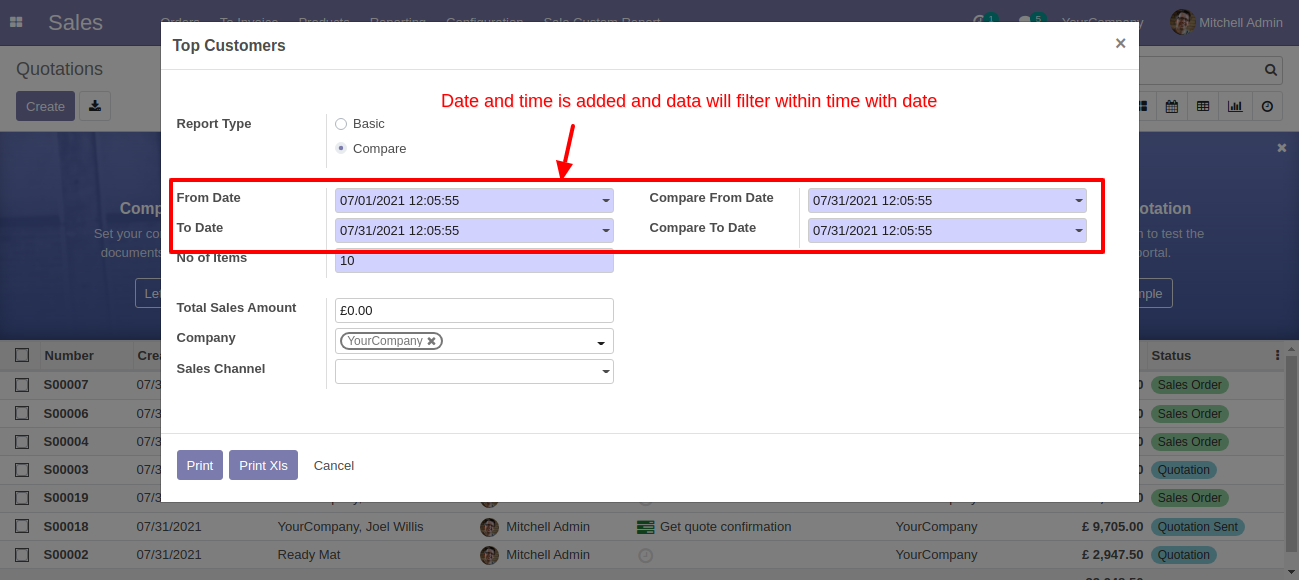 Sales Orders To Invoice Products Reporting Configuration Sale Custom Report 1 5 YourCompany Mitchell Admin
Top Customers ×
Quotations
Create
Date and time is added and data will filter within time with date
Report Type Basic
Compare
From Date 07/01/2021 12:05:55 Compare From Date 07/31/2021 12:05:55
To Date 07/31/2021 12:05:55 Compare To Date 07/31/2021 12:05:55
No of Items 10
Total Sales Amount £0.00
Company YourCompany
Sales Channel
Print Print Xls Cancel
Comp
Set your co
documents
Let
otation
to test the
portal.
mple
Number Crea Status
S00007 07/3 0 Sales Order
S00006 07/3 0 Sales Order
S00004 07/3 0 Sales Order
S00003 07/3 0 Quotation
S00019 07/3 Sales Order
S00018 07/31/2021 YourCompany, Joel Willis Mitchell Admin Get quote confirmation YourCompany £ 9,705.00 Quotation Sent
S00002 07/31/2021 Ready Mat Mitchell Admin YourCompany £ 2,947.50 Quotation